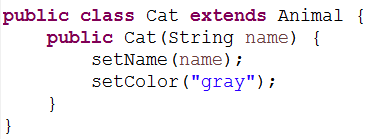 public class Cat extends Animal {
    public Cat(String name) {
        setName(name);
        setColor("gray");
    }
}